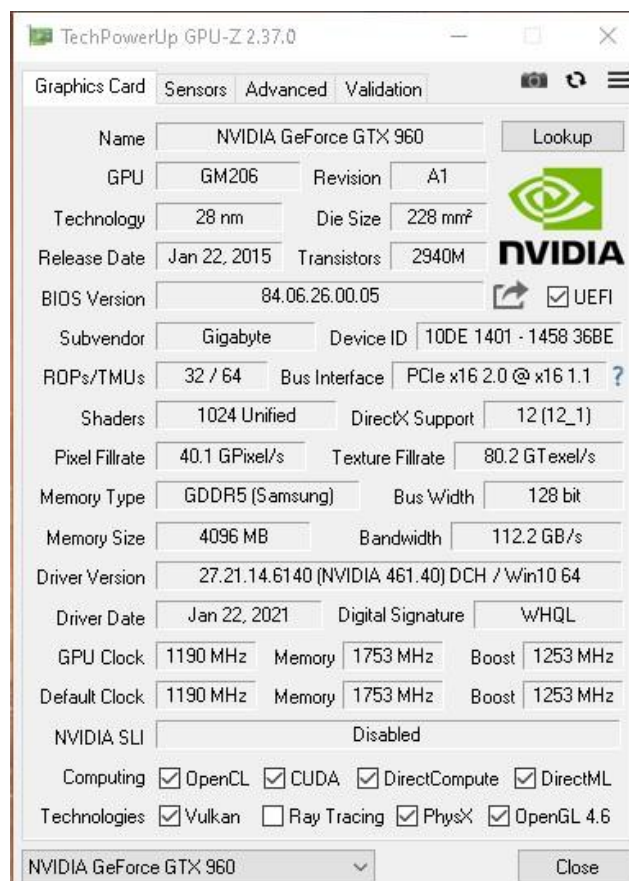 TechPowerUp GPU-Z 2.37.0
Graphics Card Sensors Advanced Validation
Name NVIDIA GeForce GTX 960 Lookup
GPU GM206 Revision A1
Technology 28 nm Die Size 228 mm²
Release Date Jan 22, 2015 Transistors 2940M
NVIDIA
BIOS Version 84.06.26.00.05 UEFI
Subvendor Gigabyte Device ID 10DE 1401 - 1458 36BE
ROPs/TMUs 32 / 64 Bus Interface PCIe x16 2.0 @ x16 1.1 ?
Shaders 1024 Unified DirectX Support 12 (12_1)
Pixel Fillrate 40.1 GPixel/s Texture Fillrate 80.2 GTexel/s
Memory Type GDDR5 (Samsung) Bus Width 128 bit
Memory Size 4096 MB Bandwidth 112.2 GB/s
Driver Version 27.21.14.6140 (NVIDIA 461.40) DCH / Win10 64
Driver Date Jan 22, 2021 Digital Signature WHQL
GPU Clock 1190 MHz Memory 1753 MHz Boost 1253 MHz
Default Clock 1190 MHz Memory 1753 MHz Boost 1253 MHz
NVIDIA SLI Disabled
Computing OpenCL CUDA DirectCompute DirectML
Technologies Vulkan Ray Tracing PhysX OpenGL 4.6
NVIDIA GeForce GTX 960 Close